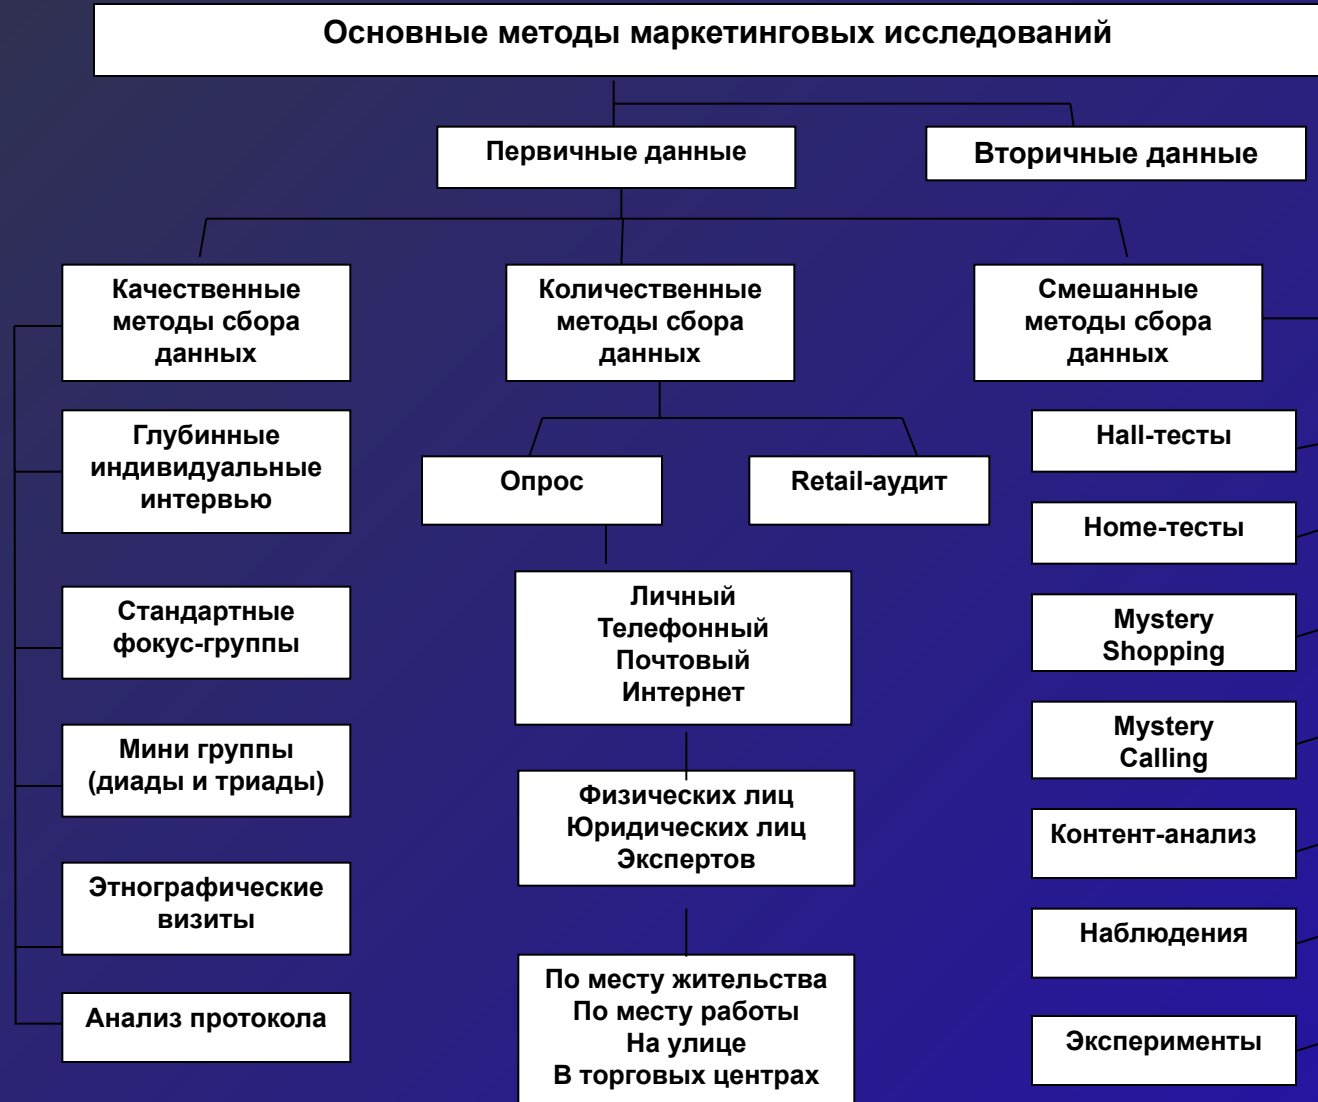 Основные методы маркетинговых исследований
Первичные данные
Вторичные данные
Качественные
методы сбора
данных
Количественные
методы сбора
данных
Смешанные
методы сбора
данных
Глубинные
индивидуальные
интервью
Стандартные
фокус-группы
Мини группы
(диады и триады)
Этнографические
визиты
Анализ протокола
Опрос
Retail-аудит
Личный
Телефонный
Почтовый
Интернет
Физических лиц
Юридических лиц
Экспертов
По месту жительства
По месту работы
На улице
В торговых центрах
Hall-тесты
Home-тесты
Mystery
Shopping
Mystery
Calling
Контент-анализ
Наблюдения
Эксперименты